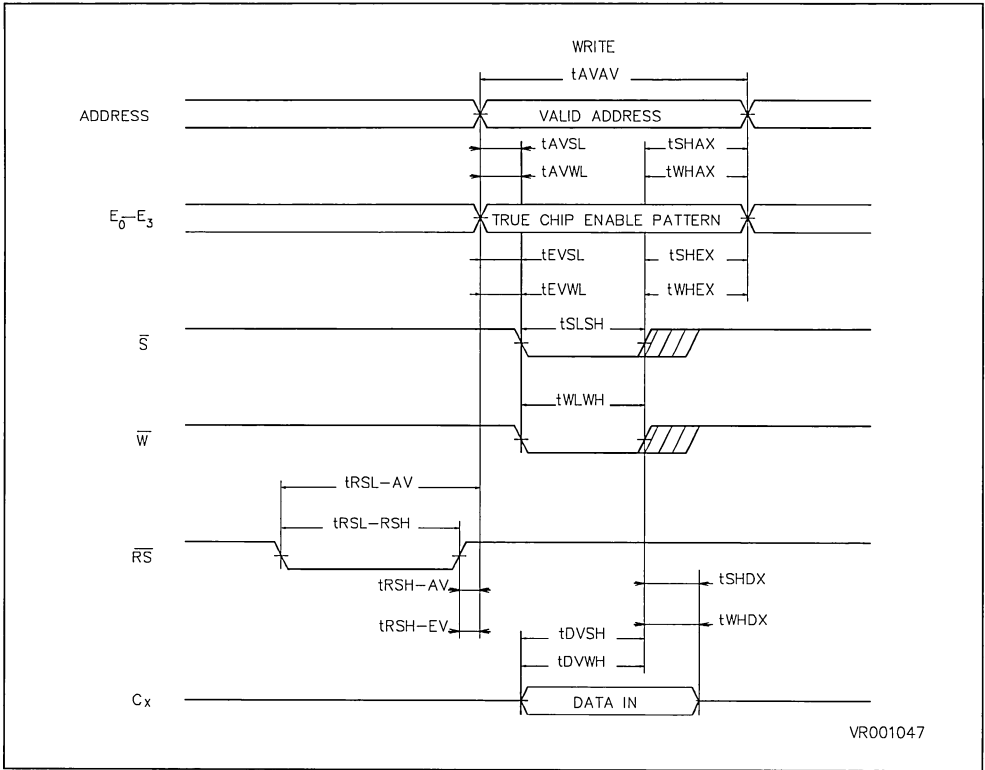 WRITE
tAVAV
ADDRESS
VALID ADDRESS
tAVSL
tSHAX
tAVWL
tWHAX
E0–E3
TRUE CHIP ENABLE PATTERN
tEVSL
tSHEX
tEVWL
tWHEX
tSLSH
S̅
tWLWH
W̅
tRSL–AV
tRSL–RSH
R̅S̅
tRSH–AV
tSHDX
tRSH–EV
tWHDX
tDVSH
tDVWH
Cx
DATA IN
VR001047